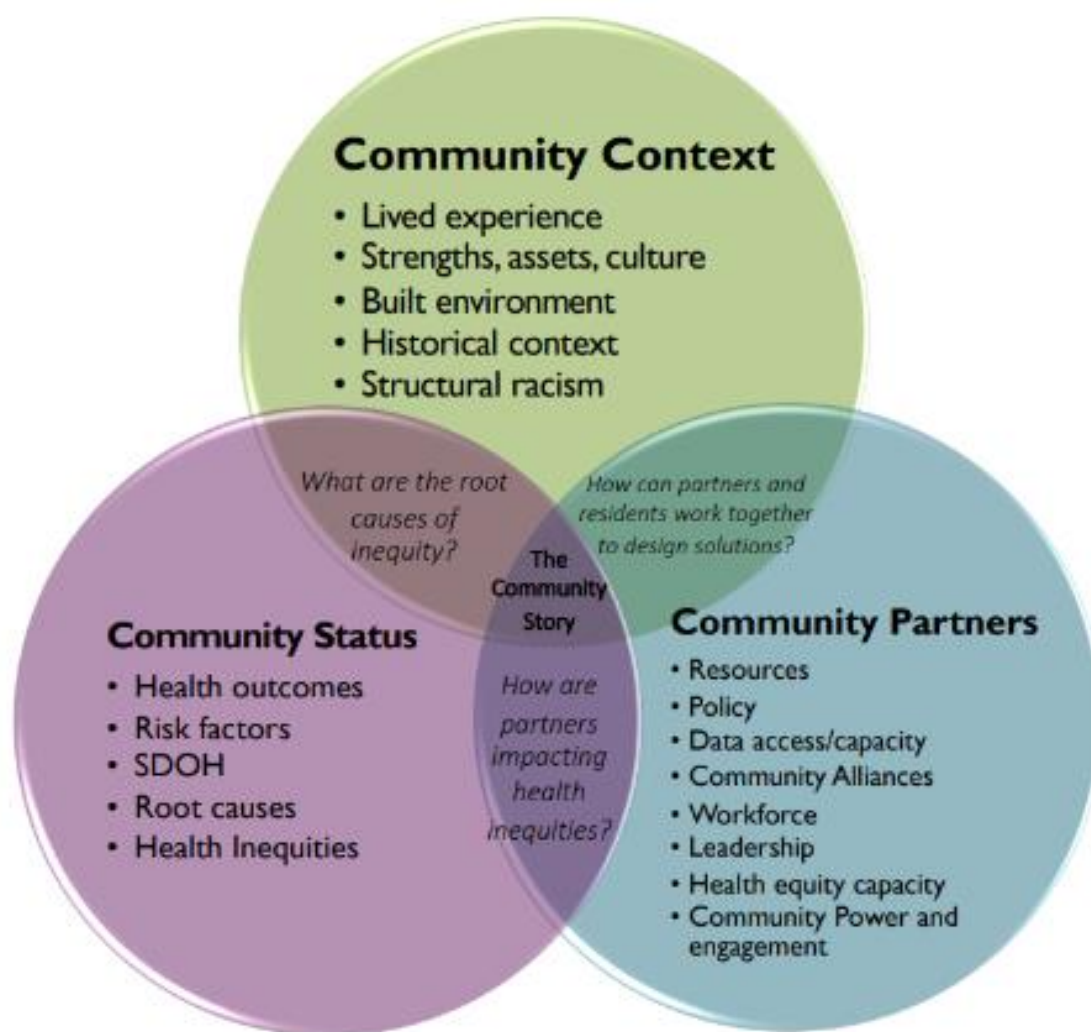 Community Context
• Lived experience
• Strengths, assets, culture
• Built environment
• Historical context
• Structural racism
What are the root
causes of
inequity?
How can partners and
residents work together
to design solutions?
The
Community
Story
Community Status
• Health outcomes
• Risk factors
• SDOH
• Root causes
• Health Inequities
How are
partners
impacting
health
inequities?
Community Partners
• Resources
• Policy
• Data access/capacity
• Community Alliances
• Workforce
• Leadership
• Health equity capacity
• Community Power and
engagement